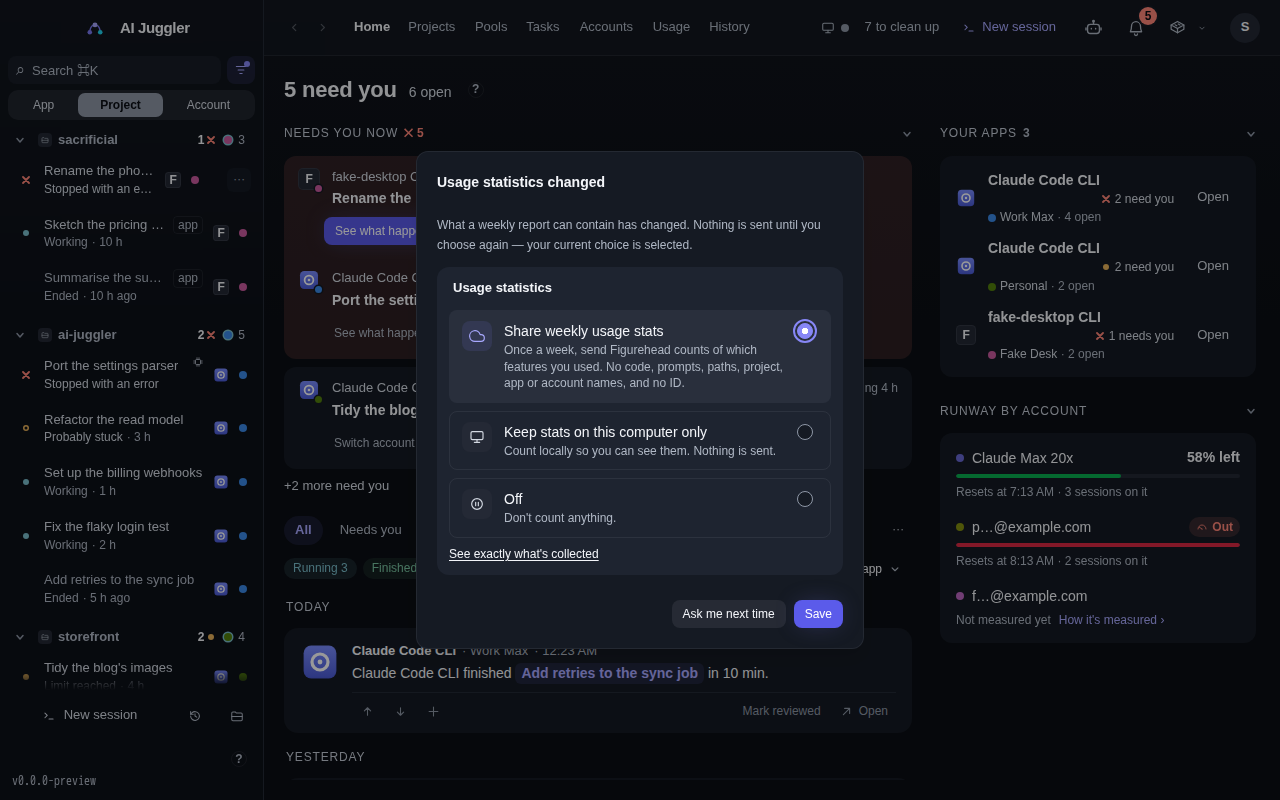 AI Juggler
Search ⌘K
App Project Account
sacrificial 1 3
Rename the pho… F
Stopped with an e…
Sketch the pricing … app F
Working · 10 h
Summarise the su… app F
Ended · 10 h ago
ai-juggler 2 5
Port the settings parser
Stopped with an error
Refactor the read model
Probably stuck · 3 h
Set up the billing webhooks
Working · 1 h
Fix the flaky login test
Working · 2 h
Add retries to the sync job
Ended · 5 h ago
storefront 2 4
Tidy the blog's images
Limit reached · 4 h
New session
?
v0.0.0-preview
Home Projects Pools Tasks Accounts Usage History
7 to clean up
New session
5
S
5 need you 6 open ?
NEEDS YOU NOW 5
F fake-desktop C
Rename the
See what happe
Claude Code C
Port the setti
See what happe
Claude Code C
ng 4 h
Tidy the blog
Switch account
+2 more need you
All Needs you
Running 3 Finished
app
TODAY
Claude Code CLI · Work Max · 12:23 AM
Claude Code CLI finished Add retries to the sync job in 10 min.
Mark reviewed Open
YESTERDAY
Usage statistics changed
What a weekly report can contain has changed. Nothing is sent until you
choose again — your current choice is selected.
Usage statistics
Share weekly usage stats
Once a week, send Figurehead counts of which
features you used. No code, prompts, paths, project,
app or account names, and no ID.
Keep stats on this computer only
Count locally so you can see them. Nothing is sent.
Off
Don't count anything.
See exactly what's collected
Ask me next time Save
YOUR APPS 3
Claude Code CLI
2 need you Open
Work Max · 4 open
Claude Code CLI
2 need you Open
Personal · 2 open
fake-desktop CLI
F 1 needs you Open
Fake Desk · 2 open
RUNWAY BY ACCOUNT
Claude Max 20x 58% left
Resets at 7:13 AM · 3 sessions on it
p…@example.com Out
Resets at 8:13 AM · 2 sessions on it
f…@example.com
Not measured yet How it's measured ›